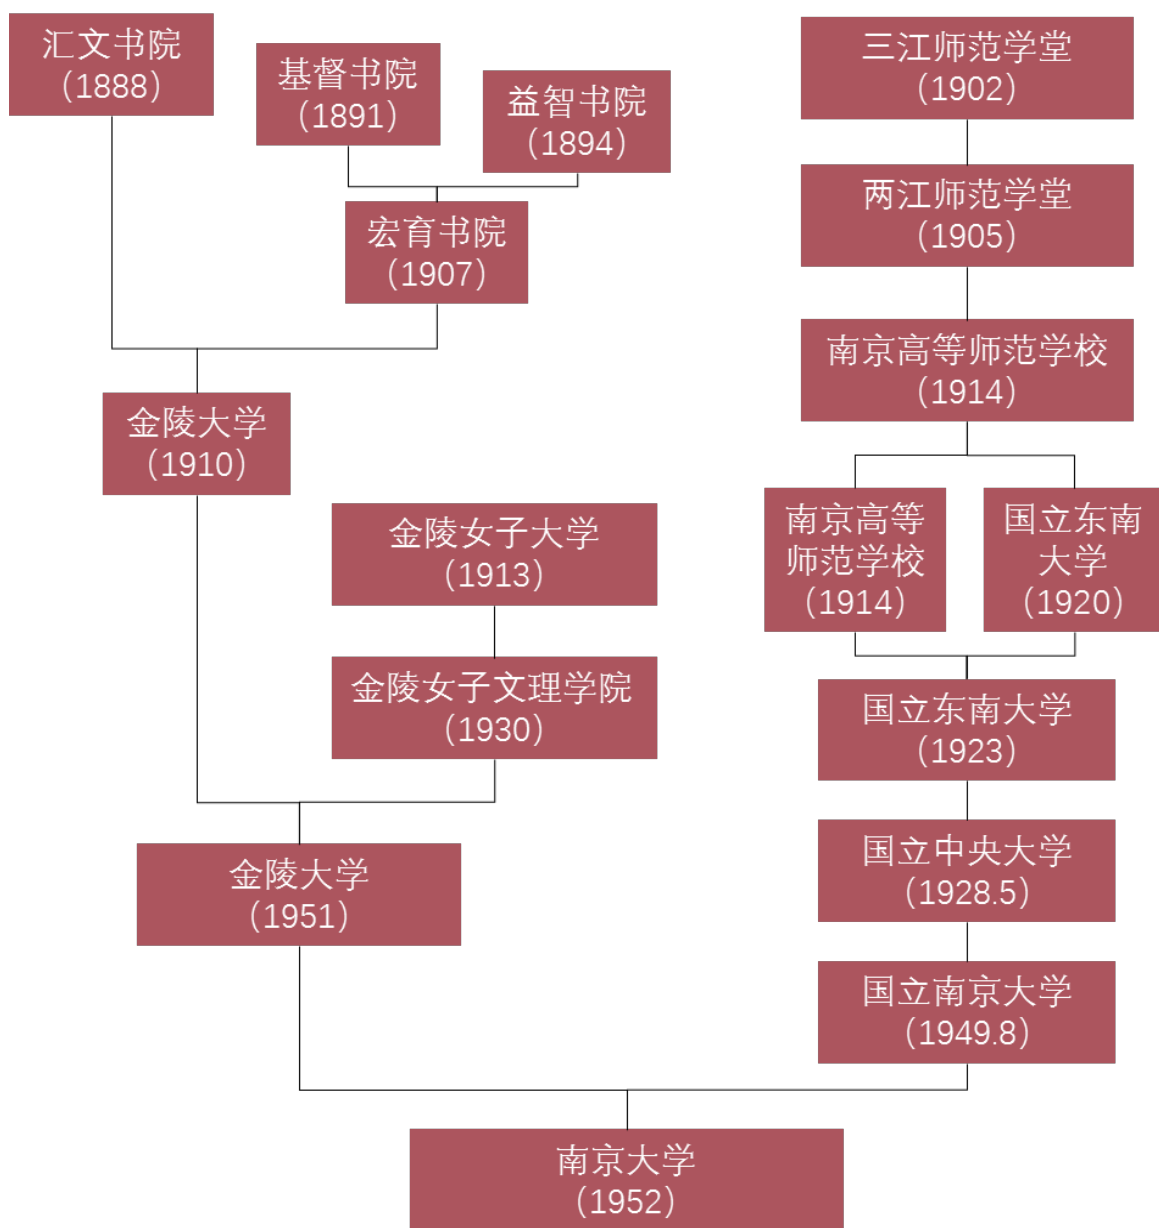 汇文书院
（1888）
基督书院
（1891）
益智书院
（1894）
宏育书院
（1907）
金陵大学
（1910）
金陵女子大学
（1913）
金陵女子文理学院
（1930）
金陵大学
（1951）
三江师范学堂
（1902）
两江师范学堂
（1905）
南京高等师范学校
（1914）
南京高等
师范学校
（1914）
国立东南
大学
（1920）
国立东南大学
（1923）
国立中央大学
（1928.5）
国立南京大学
（1949.8）
南京大学
（1952）